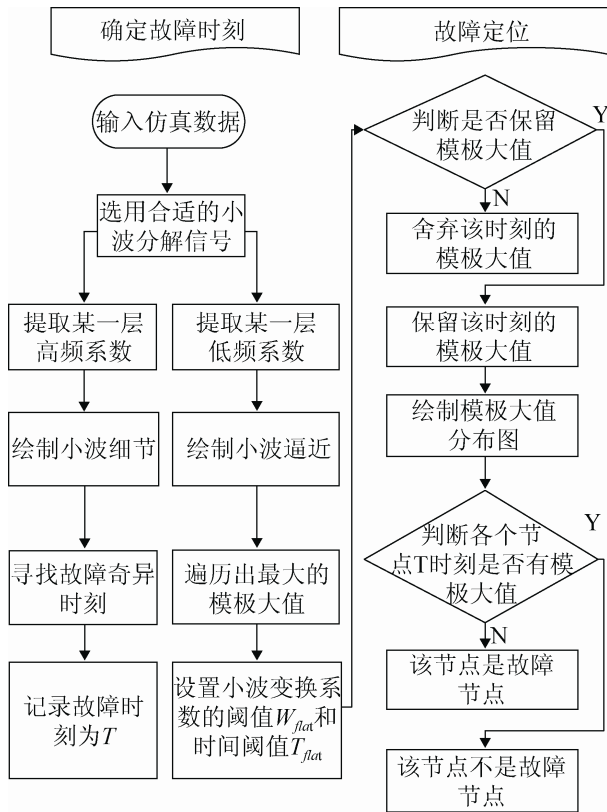 确定故障时刻
输入仿真数据
选用合适的小
波分解信号
提取某一层
高频系数
绘制小波细节
寻找故障奇异
时刻
记录故障时
刻为T
提取某一层
低频系数
绘制小波逼近
遍历出最大的
模极大值
设置小波变换系
数的阈值W_flat和
时间阈值T_flat
故障定位
判断是否保留
模极大值
Y
N
舍弃该时刻的
模极大值
保留该时刻的
模极大值
绘制模极大值
分布图
判断各个节
点T时刻是否有模
极大值
Y
N
该节点是故障
节点
该节点不是故障
节点